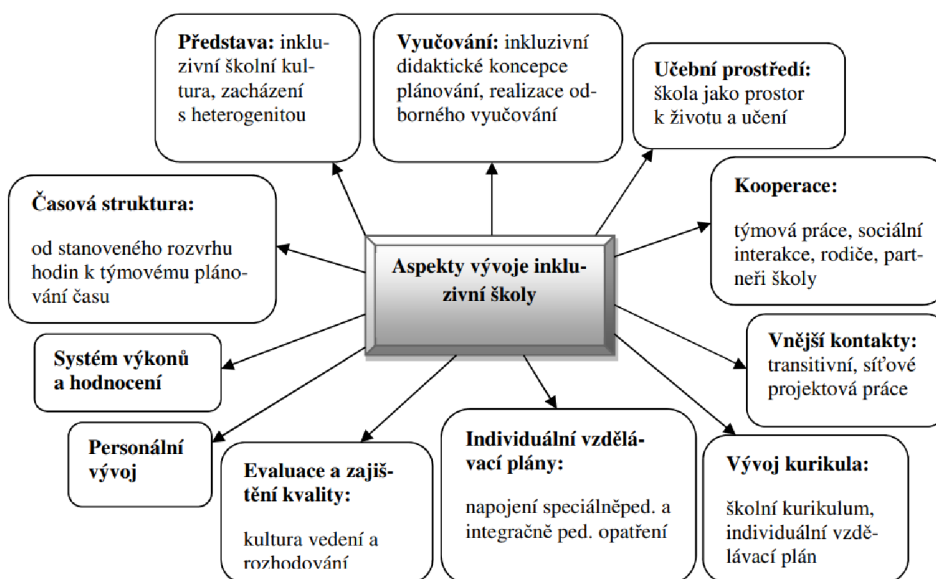 Představa: inklu-
zivní školní kul-
tura, zacházení
s heterogenitou
Vyučování: inkluzivní
didaktické koncepce
plánování, realizace od-
borného vyučování
Učební prostředí:
škola jako prostor
k životu a učení
Časová struktura:
od stanoveného rozvrhu
hodin k týmovému pláno-
vání času
Aspekty vývoje inklu-
zivní školy
Kooperace:
týmová práce, sociální
interakce, rodiče, part-
neři školy
Systém výkonů
a hodnocení
Vnější kontakty:
transitivní, síťové
projektová práce
Personální
vývoj
Evaluace a zajiš-
tění kvality:
kultura vedení a
rozhodování
Individuální vzdělá-
vací plány:
napojení speciálněped. a
integračně ped. opatření
Vývoj kurikula:
školní kurikulum,
individuální vzdě-
lávací plán